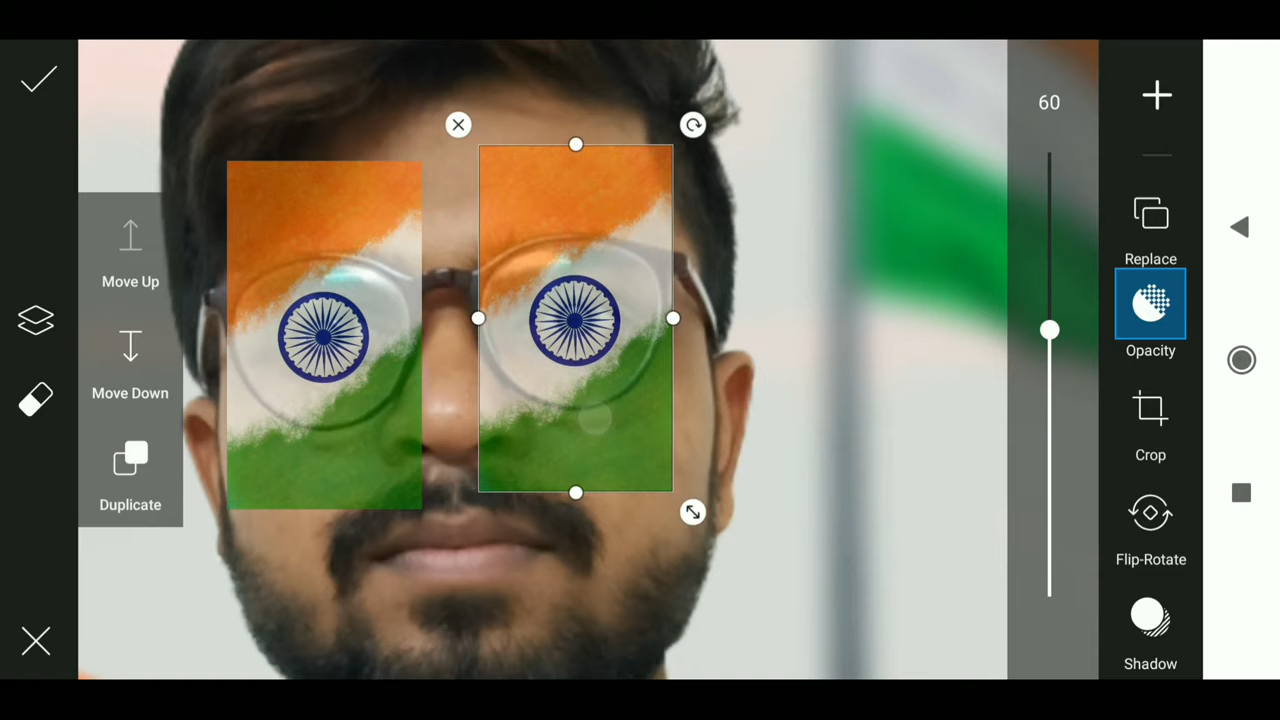 60
Replace
Move Up
Opacity
Move Down
Crop
Duplicate
Flip-Rotate
Shadow